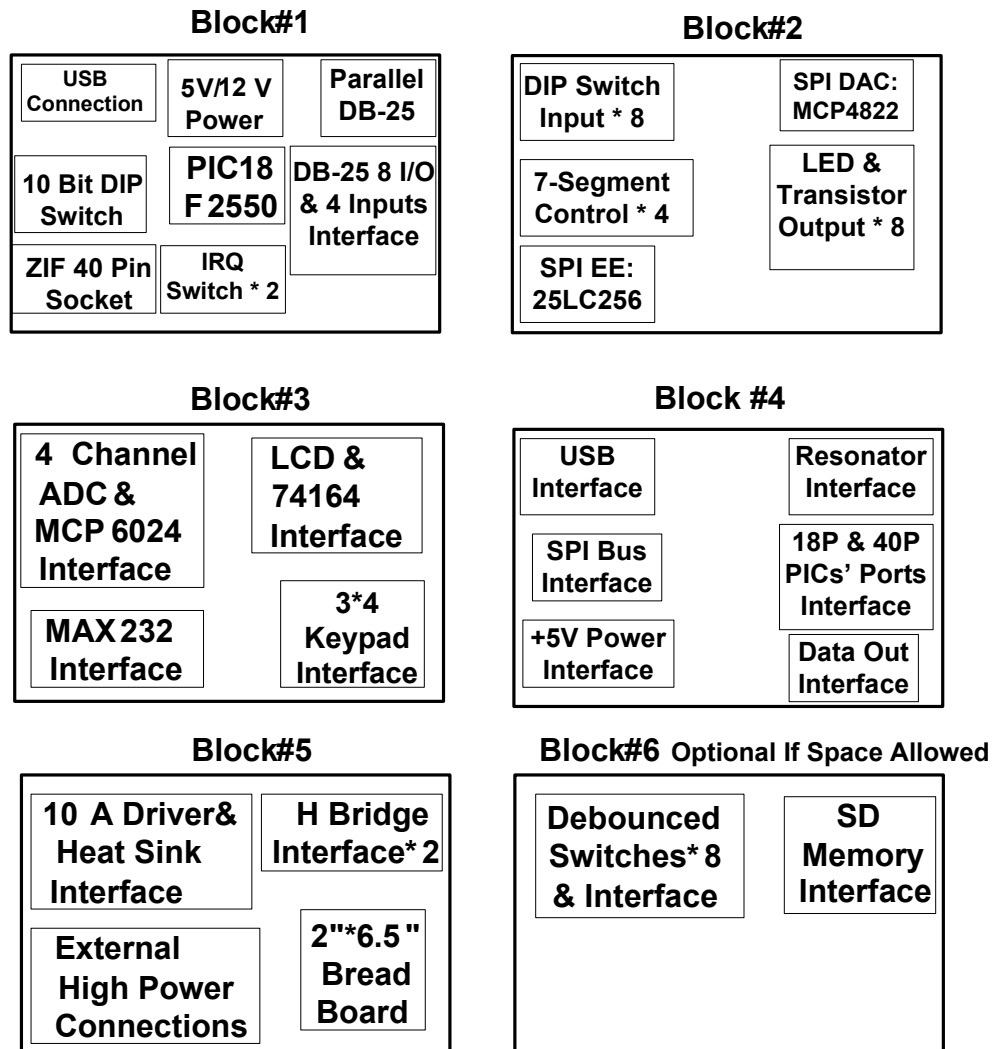 Block#1
USB
Connection
5V/12 V
Power
Parallel
DB-25
10 Bit DIP
Switch
PIC18
F 2550
DB-25 8 I/O
& 4 Inputs
Interface
ZIF 40 Pin
Socket
IRQ
Switch * 2
Block#2
DIP Switch
Input * 8
SPI DAC:
MCP4822
7-Segment
Control * 4
LED &
Transistor
Output * 8
SPI EE:
25LC256
Block#3
4 Channel
ADC &
MCP 6024
Interface
LCD &
74164
Interface
MAX 232
Interface
3*4
Keypad
Interface
Block #4
USB
Interface
Resonator
Interface
SPI Bus
Interface
18P & 40P
PICs’ Ports
Interface
+5V Power
Interface
Data Out
Interface
Block#5
10 A Driver&
Heat Sink
Interface
H Bridge
Interface* 2
External
High Power
Connections
2"*6.5 "
Bread
Board
Block#6 Optional If Space Allowed
Debounced
Switches* 8
& Interface
SD
Memory
Interface